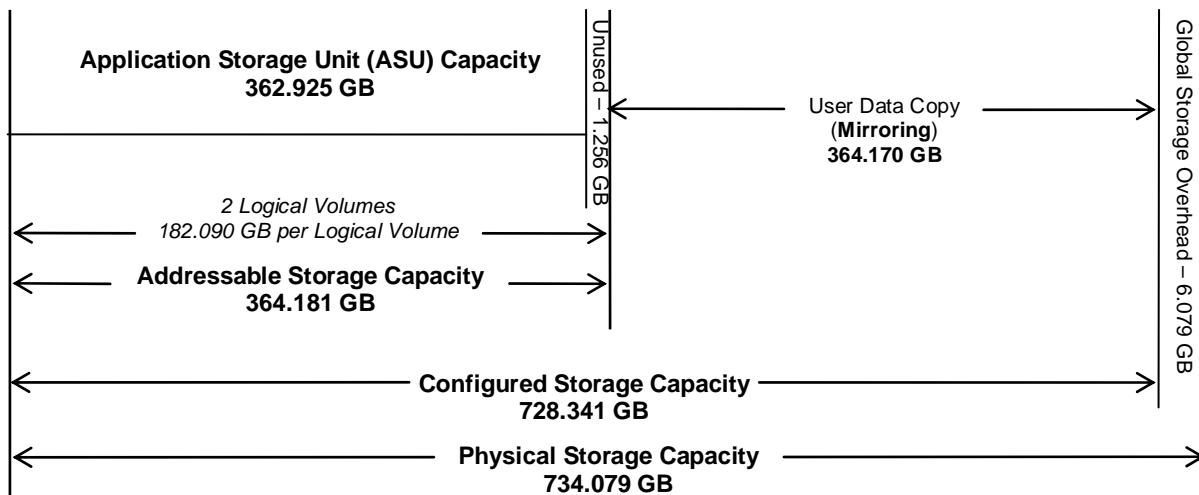 Application Storage Unit (ASU) Capacity
362.925 GB
Unused – 1.256 GB
User Data Copy
(Mirroring)
364.170 GB
Global Storage Overhead – 6.079 GB
2 Logical Volumes
182.090 GB per Logical Volume
Addressable Storage Capacity
364.181 GB
Configured Storage Capacity
728.341 GB
Physical Storage Capacity
734.079 GB